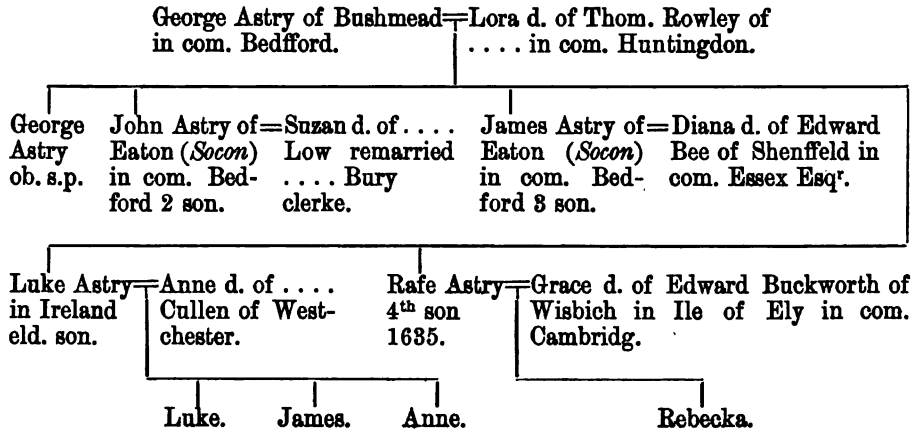 George Astry of Bushmead=Lora d. of Thom. Rowley of
in com. Bedfford. .... in com. Huntingdon.
George
Astry
ob. s.p.
John Astry of=Suzan d. of ....
Eaton (Socon) Low remarried
in com. Bed- .... Bury
ford 2 son. clerke.
James Astry of=Diana d. of Edward
Eaton (Socon) Bee of Shenffeld in
in com. Bed- com. Essex Esqʳ.
ford 3 son.
Luke Astry=Anne d. of ....
in Ireland Cullen of West-
eld. son. chester.
Rafe Astry=Grace d. of Edward Buckworth of
4ᵗʰ son Wisbich in Ile of Ely in com.
1635. Cambridg.
Luke. James. Anne. Rebecka.